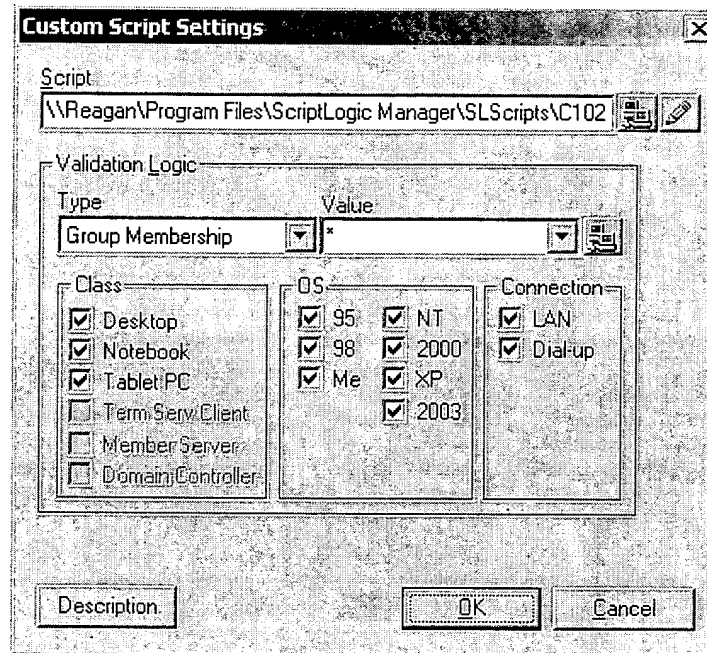 Custom Script Settings
Script
\\Reagan\Program Files\ScriptLogic Manager\SLScripts\C102
Validation Logic
Type Value
Group Membership *
Class OS Connection
Desktop 95 NT LAN
Notebook 98 2000 Dial-up
Tablet PC Me XP
Term Serv Client 2003
Member Server
Domain Controller
Description. OK Cancel